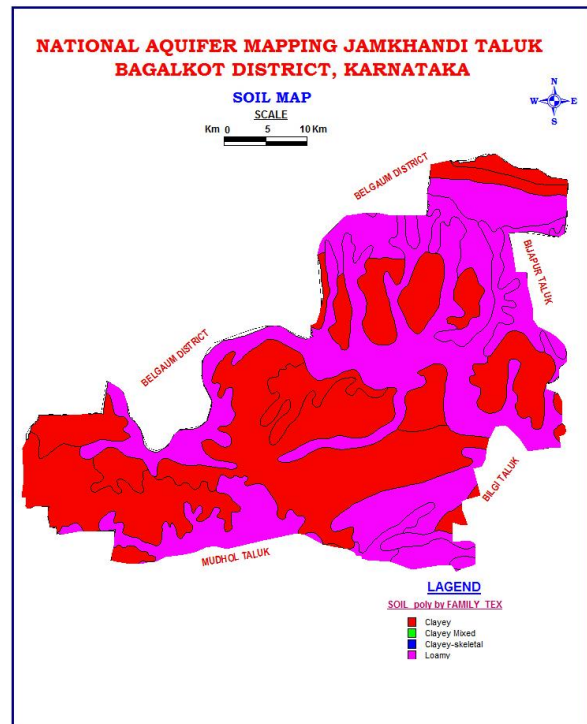 NATIONAL AQUIFER MAPPING JAMKHANDI TALUK
BAGALKOT DISTRICT, KARNATAKA
SOIL MAP
SCALE
Km 0 5 10 Km
N
W E
S
BELGAUM DISTRICT
BIJAPUR TALUK
BELGAUM DISTRICT
BILGI TALUK
MUDHOL TALUK
LAGEND
SOIL_poly by FAMILY_TEX
Clayey
Clayey Mixed
Clayey-skeletal
Loamy